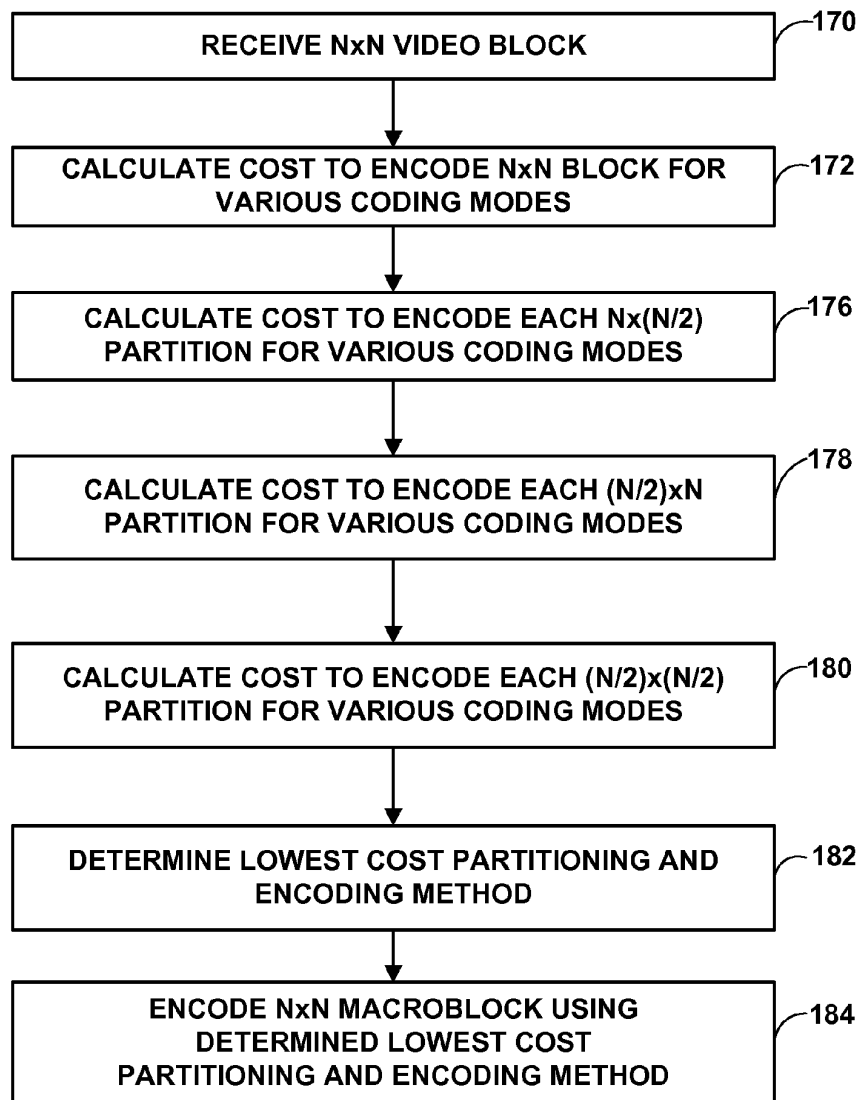 RECEIVE NxN VIDEO BLOCK
170
CALCULATE COST TO ENCODE NxN BLOCK FOR
VARIOUS CODING MODES
172
CALCULATE COST TO ENCODE EACH Nx(N/2)
PARTITION FOR VARIOUS CODING MODES
176
CALCULATE COST TO ENCODE EACH (N/2)xN
PARTITION FOR VARIOUS CODING MODES
178
CALCULATE COST TO ENCODE EACH (N/2)x(N/2)
PARTITION FOR VARIOUS CODING MODES
180
DETERMINE LOWEST COST PARTITIONING AND
ENCODING METHOD
182
ENCODE NxN MACROBLOCK USING
DETERMINED LOWEST COST
PARTITIONING AND ENCODING METHOD
184